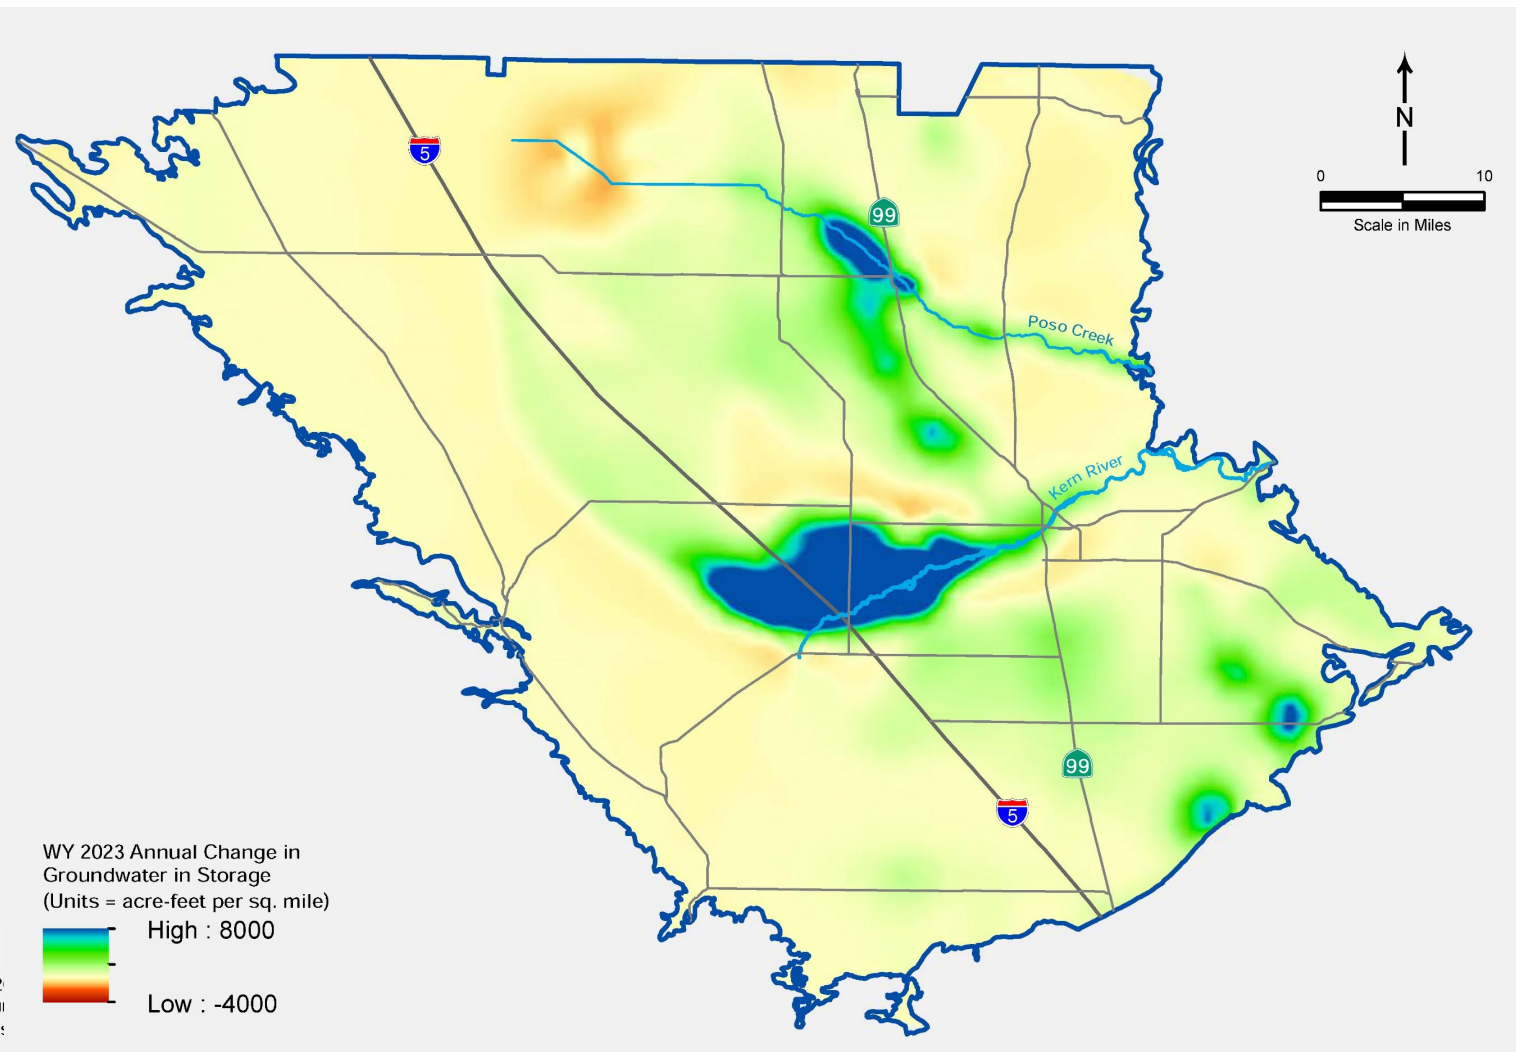 N
0 10
Scale in Miles
5
99
Poso Creek
Kern River
99
5
WY 2023 Annual Change in
Groundwater in Storage
(Units = acre-feet per sq. mile)
High : 8000
Low : -4000